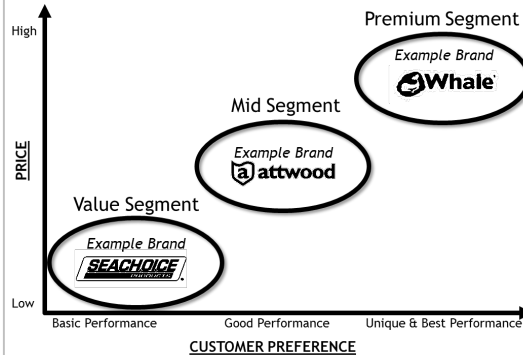 Premium Segment
High
Example Brand
Whale
Mid Segment
Example Brand
a attwood
PRICE
Value Segment
Example Brand
SEACHOICE
PRODUCTS
Low
Basic Performance
Good Performance
Unique & Best Performance
CUSTOMER PREFERENCE